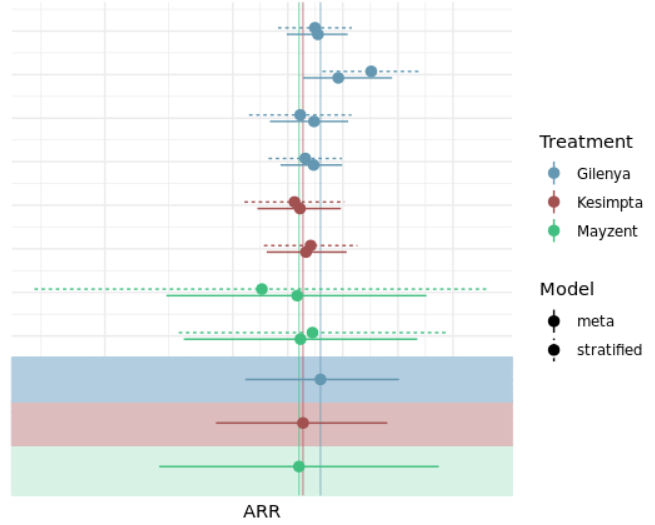 Treatment
Gilenya
Kesimpta
Mayzent
Model
meta
stratified
ARR